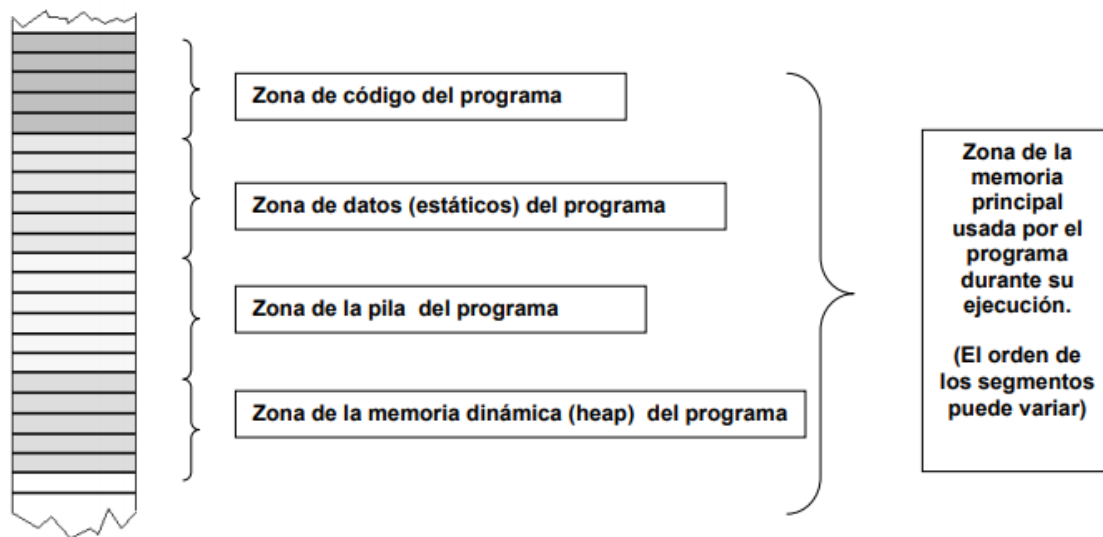 Zona de código del programa
Zona de datos (estáticos) del programa
Zona de la pila del programa
Zona de la memoria dinámica (heap) del programa
Zona de la
memoria
principal
usada por el
programa
durante su
ejecución.
(El orden de
los segmentos
puede variar)